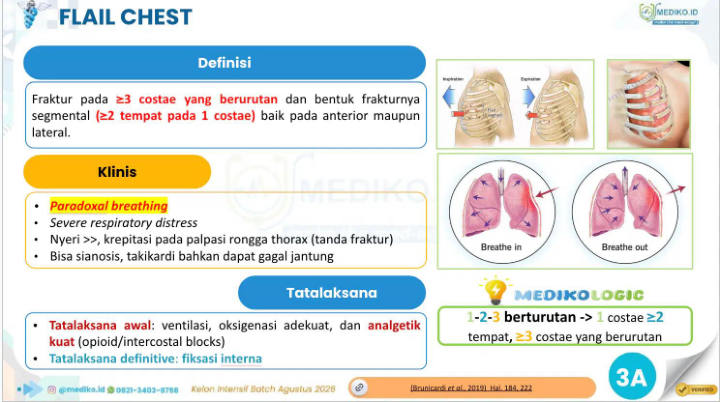 FLAIL CHEST
MEDIKO.ID
Definisi
Fraktur pada ≥3 costae yang berurutan dan bentuk frakturnya
segmental (≥2 tempat pada 1 costae) baik pada anterior maupun
lateral.
Inspiration
Expiration
Klinis
• Paradoxal breathing
• Severe respiratory distress
• Nyeri >>, krepitasi pada palpasi rongga thorax (tanda fraktur)
• Bisa sianosis, takikardi bahkan dapat gagal jantung
Breathe in
Breathe out
Tatalaksana
• Tatalaksana awal: ventilasi, oksigenasi adekuat, dan analgetik
kuat (opioid/intercostal blocks)
• Tatalaksana definitive: fiksasi interna
MEDIKOLOGIC
1-2-3 berturutan -> 1 costae ≥2
tempat, ≥3 costae yang berurutan
@mediko.id 0821-3403-8768 Kelon Intensif Batch Agustus 2026
(Brunicardi et al., 2019) Hal. 184, 222
3A
VERIFIED